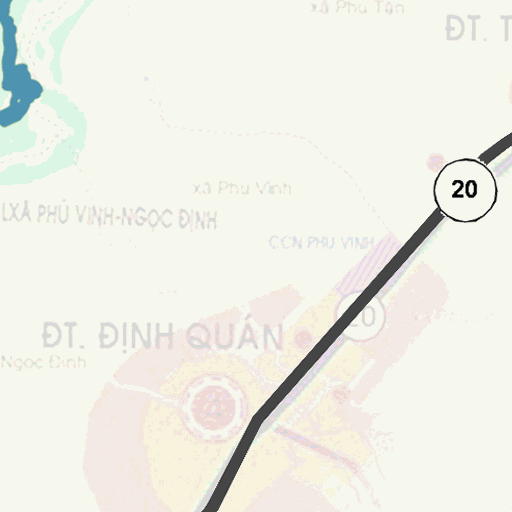 xã Phú Tân
ĐT. T
20
xã Phú Vinh
LXÃ PHÚ VINH-NGỌC ĐỊNH
CCN PHÚ VINH
20
ĐT. ĐỊNH QUÁN
Ngọc Định